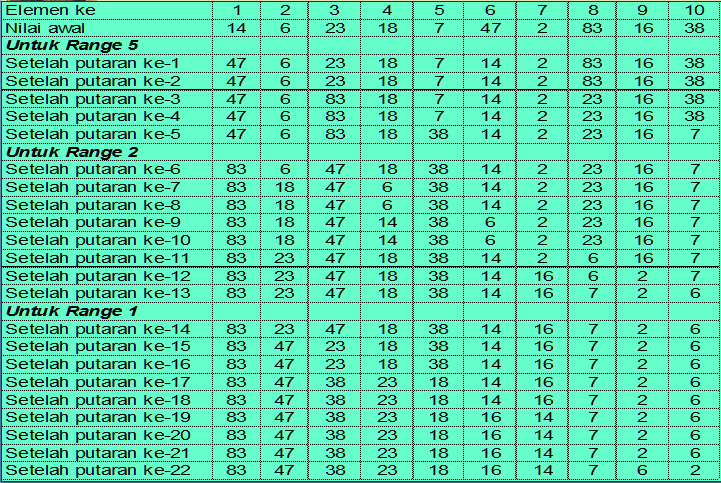 Elemen ke 1 2 3 4 5 6 7 8 9 10
Nilai awal 14 6 23 18 7 47 2 83 16 38
Untuk Range 5
Setelah putaran ke-1 47 6 23 18 7 14 2 83 16 38
Setelah putaran ke-2 47 6 23 18 7 14 2 83 16 38
Setelah putaran ke-3 47 6 83 18 7 14 2 23 16 38
Setelah putaran ke-4 47 6 83 18 7 14 2 23 16 38
Setelah putaran ke-5 47 6 83 18 38 14 2 23 16 7
Untuk Range 2
Setelah putaran ke-6 83 6 47 18 38 14 2 23 16 7
Setelah putaran ke-7 83 18 47 6 38 14 2 23 16 7
Setelah putaran ke-8 83 18 47 6 38 14 2 23 16 7
Setelah putaran ke-9 83 18 47 14 38 6 2 23 16 7
Setelah putaran ke-10 83 18 47 14 38 6 2 23 16 7
Setelah putaran ke-11 83 23 47 18 38 14 2 6 16 7
Setelah putaran ke-12 83 23 47 18 38 14 16 6 2 7
Setelah putaran ke-13 83 23 47 18 38 14 16 7 2 6
Untuk Range 1
Setelah putaran ke-14 83 23 47 18 38 14 16 7 2 6
Setelah putaran ke-15 83 47 23 18 38 14 16 7 2 6
Setelah putaran ke-16 83 47 23 18 38 14 16 7 2 6
Setelah putaran ke-17 83 47 38 23 18 14 16 7 2 6
Setelah putaran ke-18 83 47 38 23 18 14 16 7 2 6
Setelah putaran ke-19 83 47 38 23 18 16 14 7 2 6
Setelah putaran ke-20 83 47 38 23 18 16 14 7 2 6
Setelah putaran ke-21 83 47 38 23 18 16 14 7 2 6
Setelah putaran ke-22 83 47 38 23 18 16 14 7 6 2